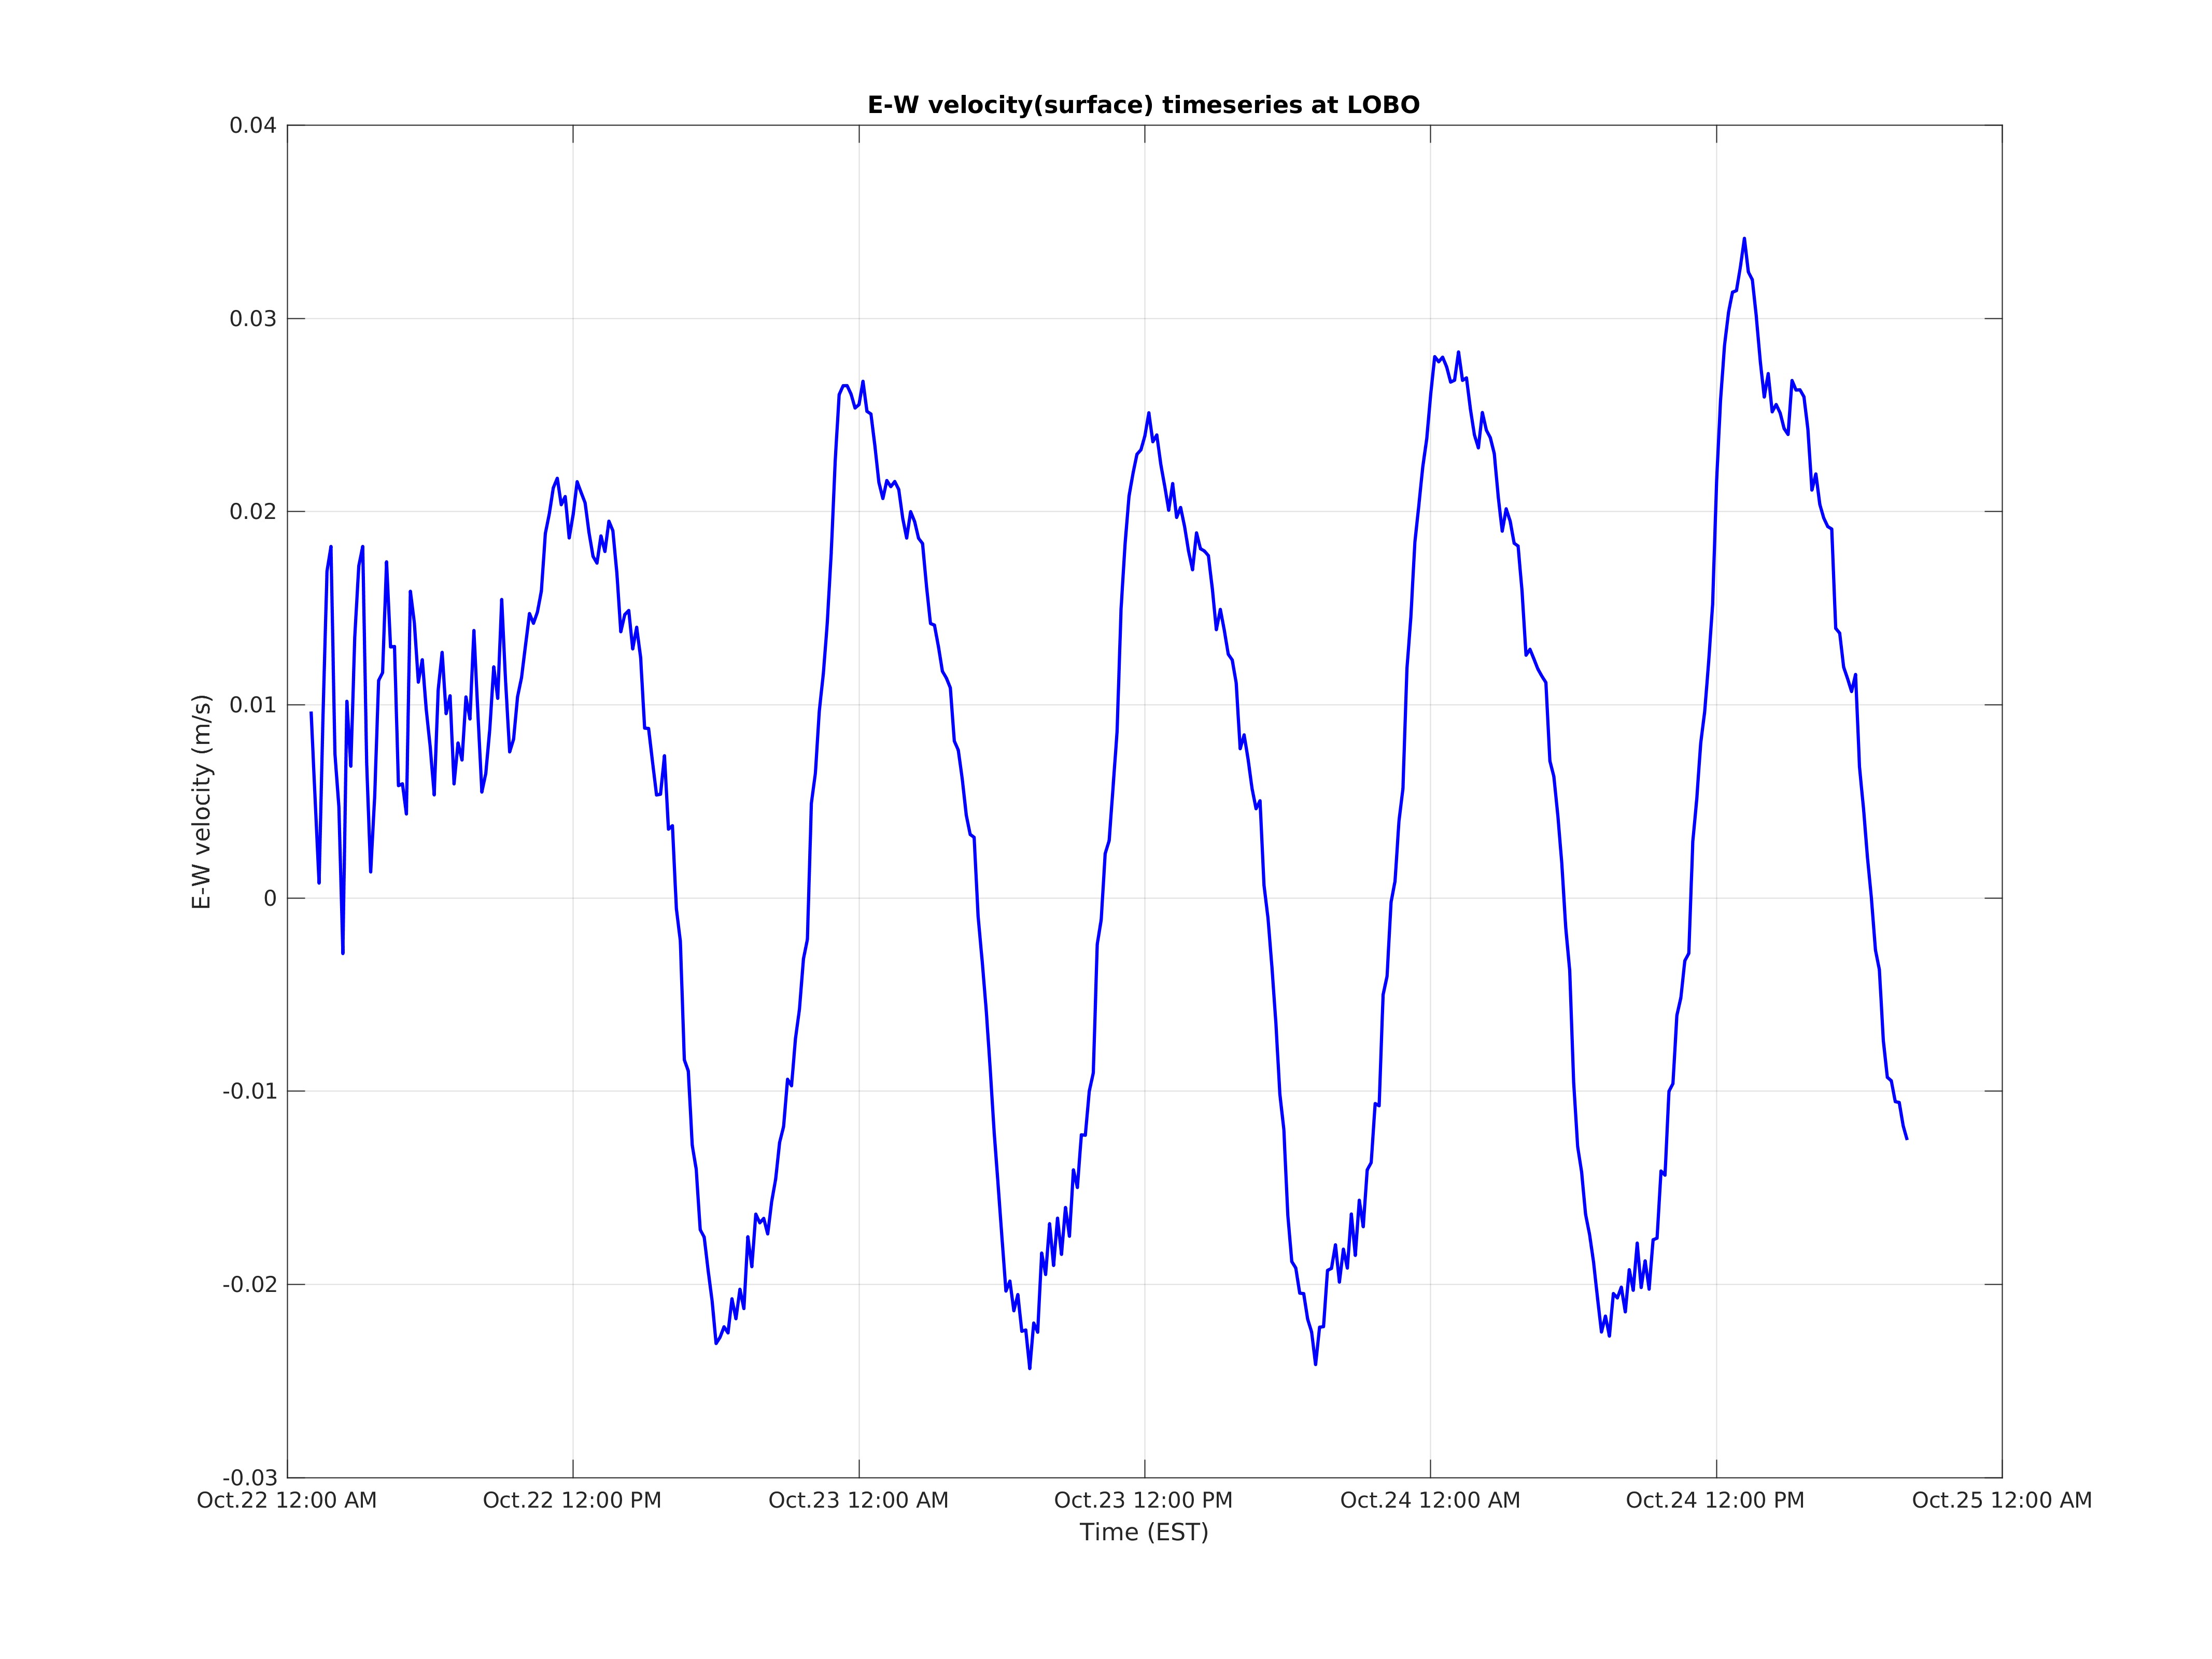 E-W velocity(surface) timeseries at LOBO
0.04
0.03
0.02
0.01
0
-0.01
-0.02
-0.03
E-W velocity (m/s)
Oct.22 12:00 AM Oct.22 12:00 PM Oct.23 12:00 AM Oct.23 12:00 PM Oct.24 12:00 AM Oct.24 12:00 PM Oct.25 12:00 AM
Time (EST)